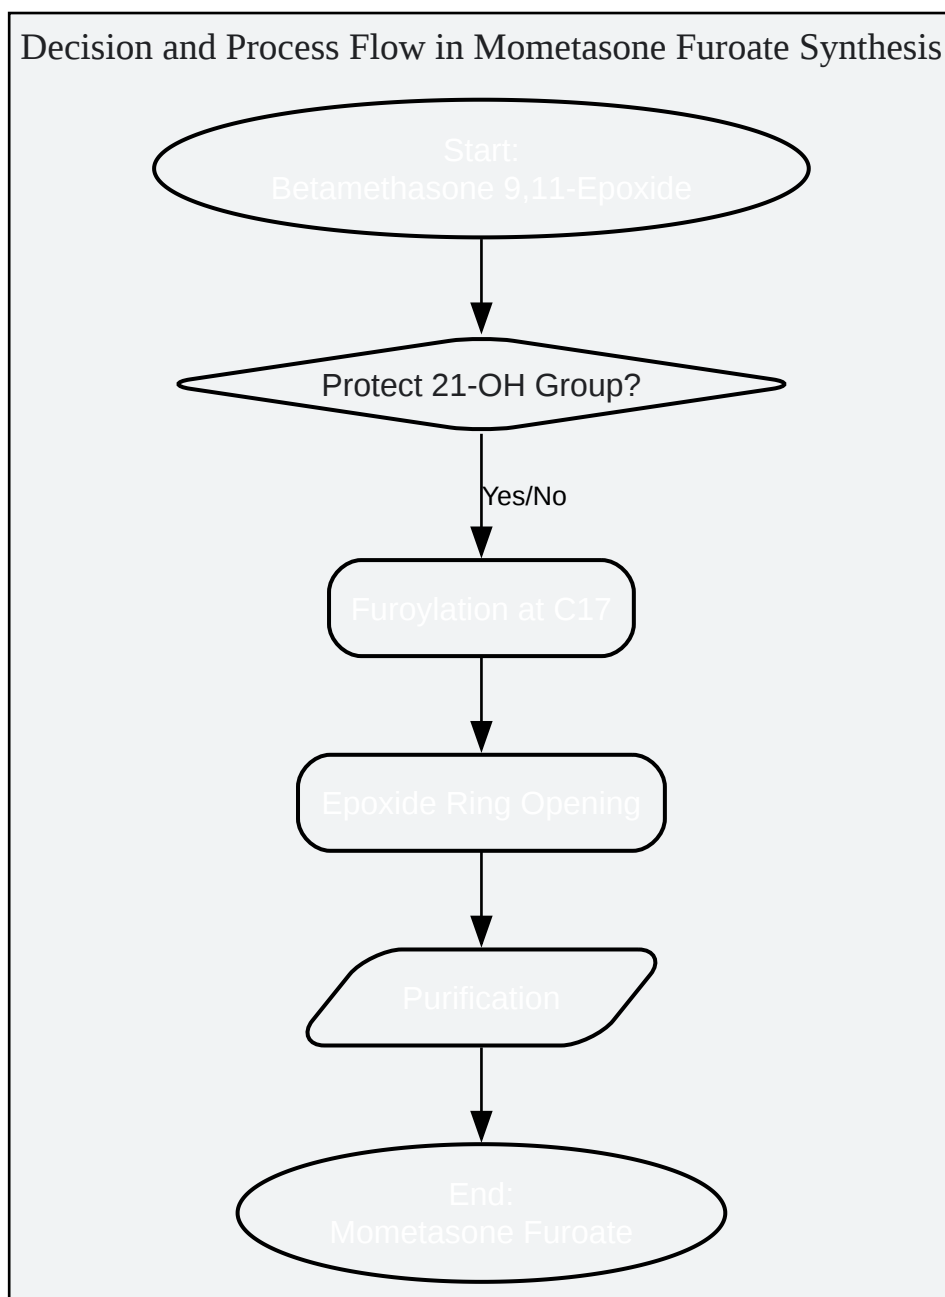 Decision and Process Flow in Mometasone Furoate Synthesis
Start:
Betamethasone 9,11-Epoxide
Protect 21-OH Group?
Yes/No
Furoylation at C17
Epoxide Ring Opening
Purification
End:
Mometasone Furoate